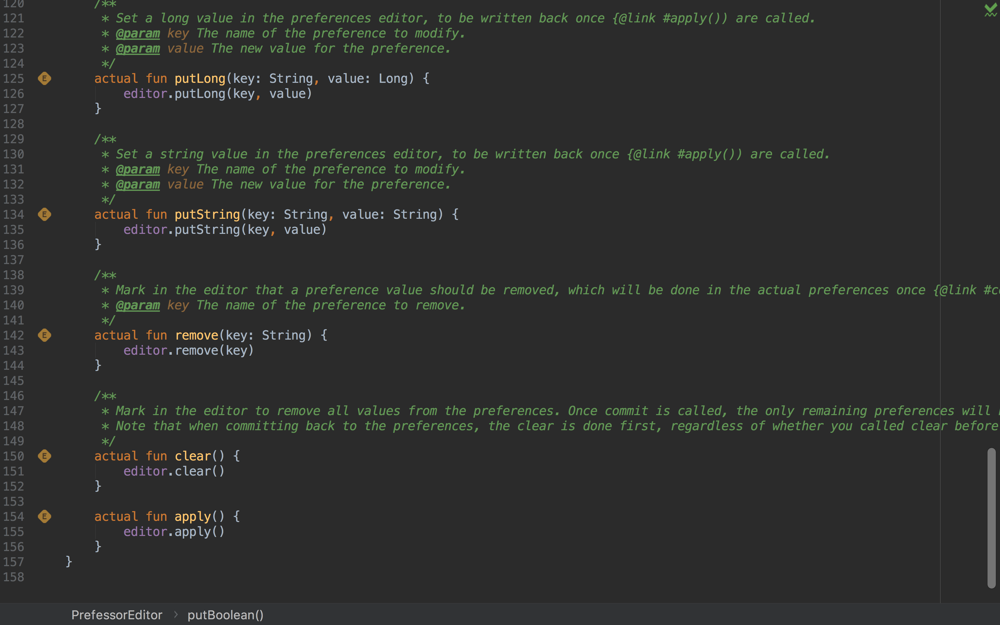 120 /**
121 * Set a long value in the preferences editor, to be written back once {@link #apply()) are called.
122 * @param key The name of the preference to modify.
123 * @param value The new value for the preference.
124 */
125 E actual fun putLong(key: String, value: Long) {
126 editor.putLong(key, value)
127 }
128
129 /**
130 * Set a string value in the preferences editor, to be written back once {@link #apply()) are called.
131 * @param key The name of the preference to modify.
132 * @param value The new value for the preference.
133 */
134 E actual fun putString(key: String, value: String) {
135 editor.putString(key, value)
136 }
137
138 /**
139 * Mark in the editor that a preference value should be removed, which will be done in the actual preferences once {@link
140 * @param key The name of the preference to remove.
141 */
142 E actual fun remove(key: String) {
143 editor.remove(key)
144 }
145
146 /**
147 * Mark in the editor to remove all values from the preferences. Once commit is called, the only remaining preferences will
148 * Note that when committing back to the preferences, the clear is done first, regardless of whether you called clear before
149 */
150 E actual fun clear() {
151 editor.clear()
152 }
153
154 E actual fun apply() {
155 editor.apply()
156 }
157 }
158
PrefessorEditor › putBoolean()